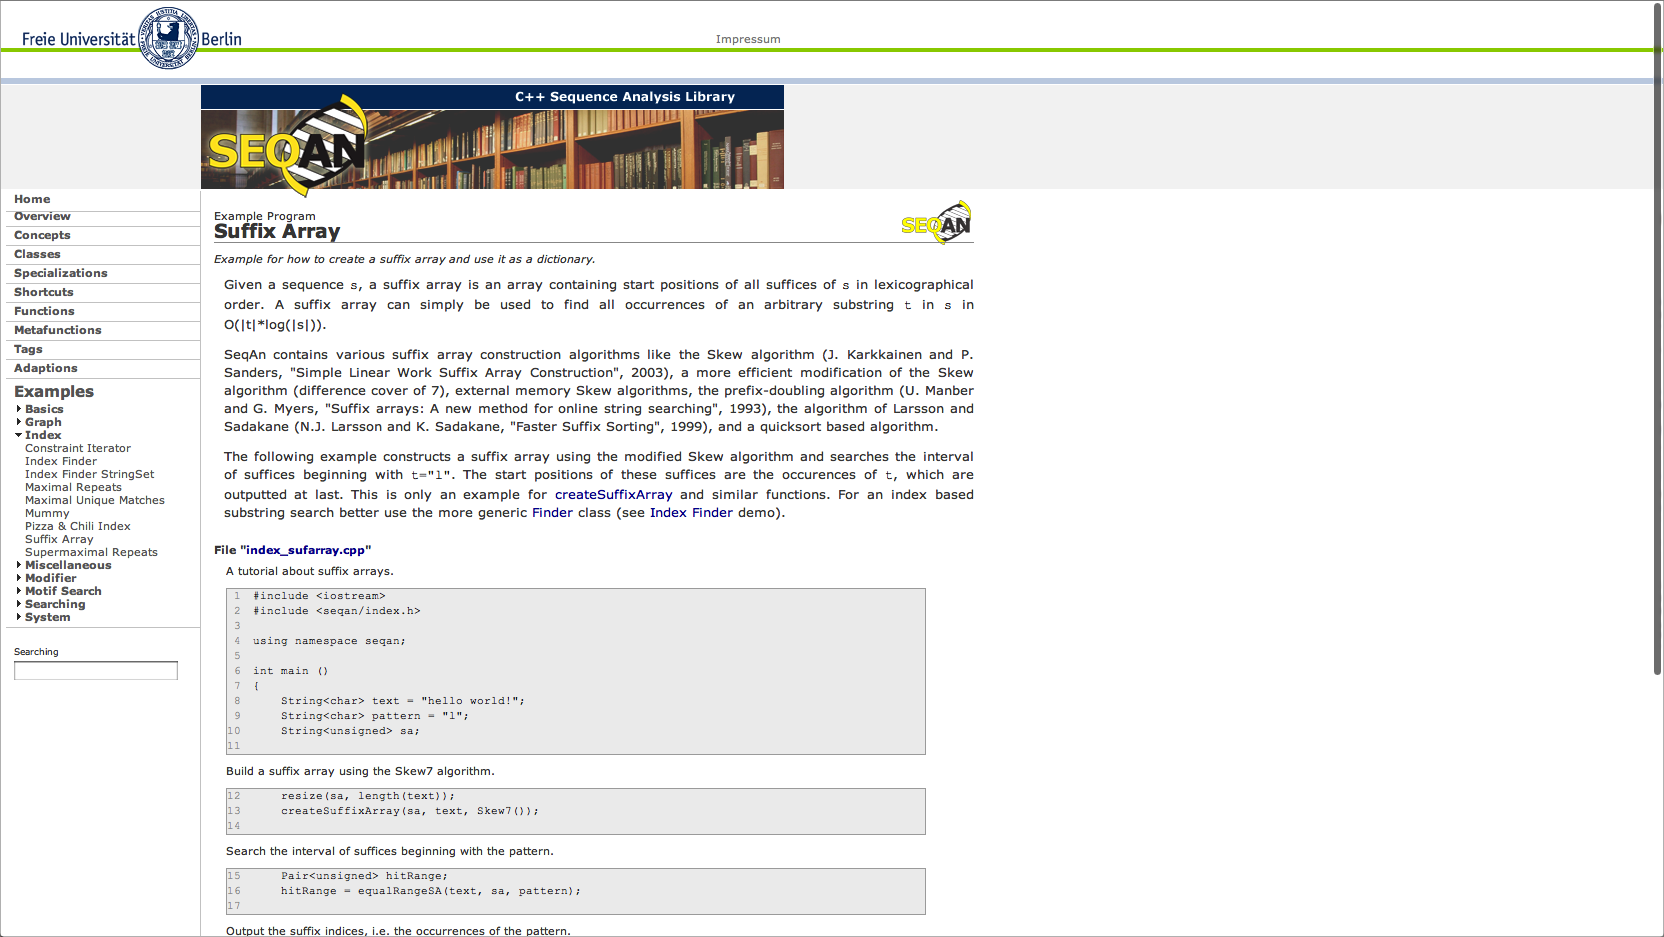 Freie Universität Berlin
Impressum
C++ Sequence Analysis Library
SEQAN
Home
Overview
Concepts
Classes
Specializations
Shortcuts
Functions
Metafunctions
Tags
Adaptions
Examples
Basics
Graph
Index
Constraint Iterator
Index Finder
Index Finder StringSet
Maximal Repeats
Maximal Unique Matches
Mummy
Pizza & Chili Index
Suffix Array
Supermaximal Repeats
Miscellaneous
Modifier
Motif Search
Searching
System
Searching
Example Program
Suffix Array
SEQAN
Example for how to create a suffix array and use it as a dictionary.
Given a sequence s, a suffix array is an array containing start positions of all suffices of s in lexicographical
order. A suffix array can simply be used to find all occurrences of an arbitrary substring t in s in
O(|t|*log(|s|)).
SeqAn contains various suffix array construction algorithms like the Skew algorithm (J. Karkkainen and P.
Sanders, "Simple Linear Work Suffix Array Construction", 2003), a more efficient modification of the Skew
algorithm (difference cover of 7), external memory Skew algorithms, the prefix-doubling algorithm (U. Manber
and G. Myers, "Suffix arrays: A new method for online string searching", 1993), the algorithm of Larsson and
Sadakane (N.J. Larsson and K. Sadakane, "Faster Suffix Sorting", 1999), and a quicksort based algorithm.
The following example constructs a suffix array using the modified Skew algorithm and searches the interval
of suffices beginning with t="l". The start positions of these suffices are the occurences of t, which are
outputted at last. This is only an example for createSuffixArray and similar functions. For an index based
substring search better use the more generic Finder class (see Index Finder demo).
File "index_sufarray.cpp"
A tutorial about suffix arrays.
1 #include <iostream>
2 #include <seqan/index.h>
3
4 using namespace seqan;
5
6 int main ()
7 {
8 String<char> text = "hello world!";
9 String<char> pattern = "l";
10 String<unsigned> sa;
11
Build a suffix array using the Skew7 algorithm.
12 resize(sa, length(text));
13 createSuffixArray(sa, text, Skew7());
14
Search the interval of suffices beginning with the pattern.
15 Pair<unsigned> hitRange;
16 hitRange = equalRangeSA(text, sa, pattern);
17
Output the suffix indices, i.e. the occurrences of the pattern.